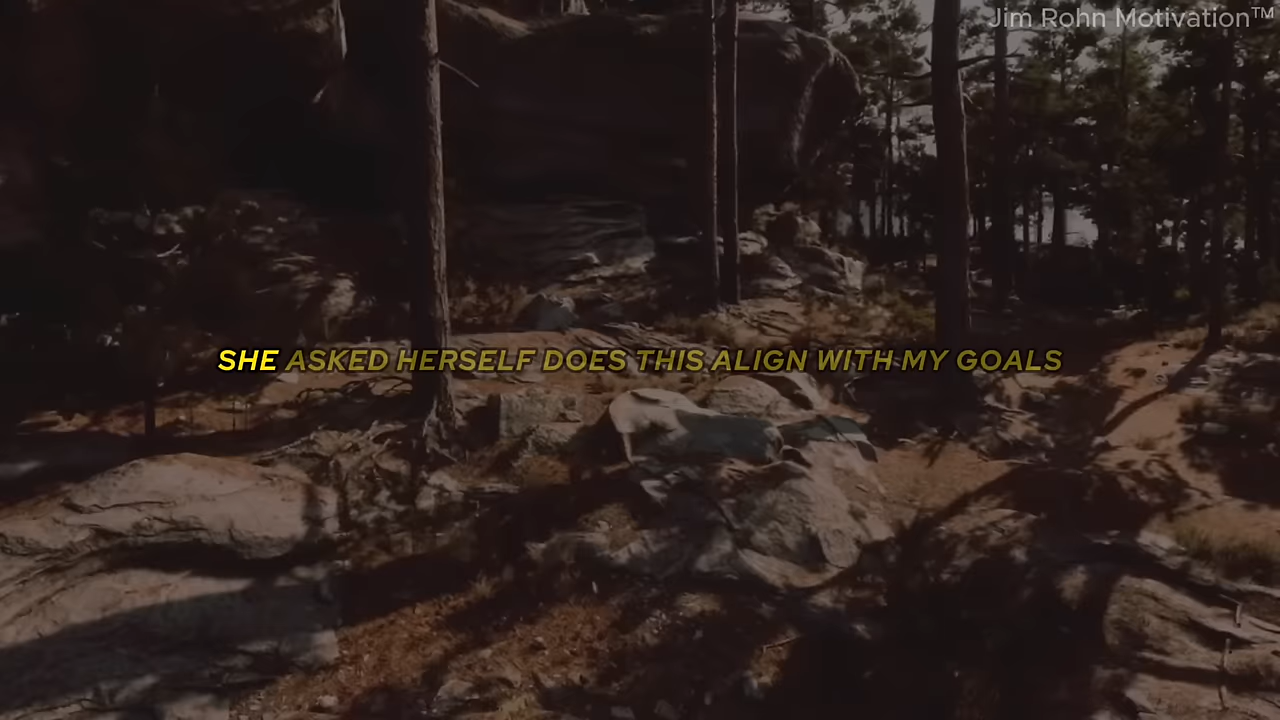 Jim Rohn Motivation™
SHE ASKED HERSELF DOES THIS ALIGN WITH MY GOALS